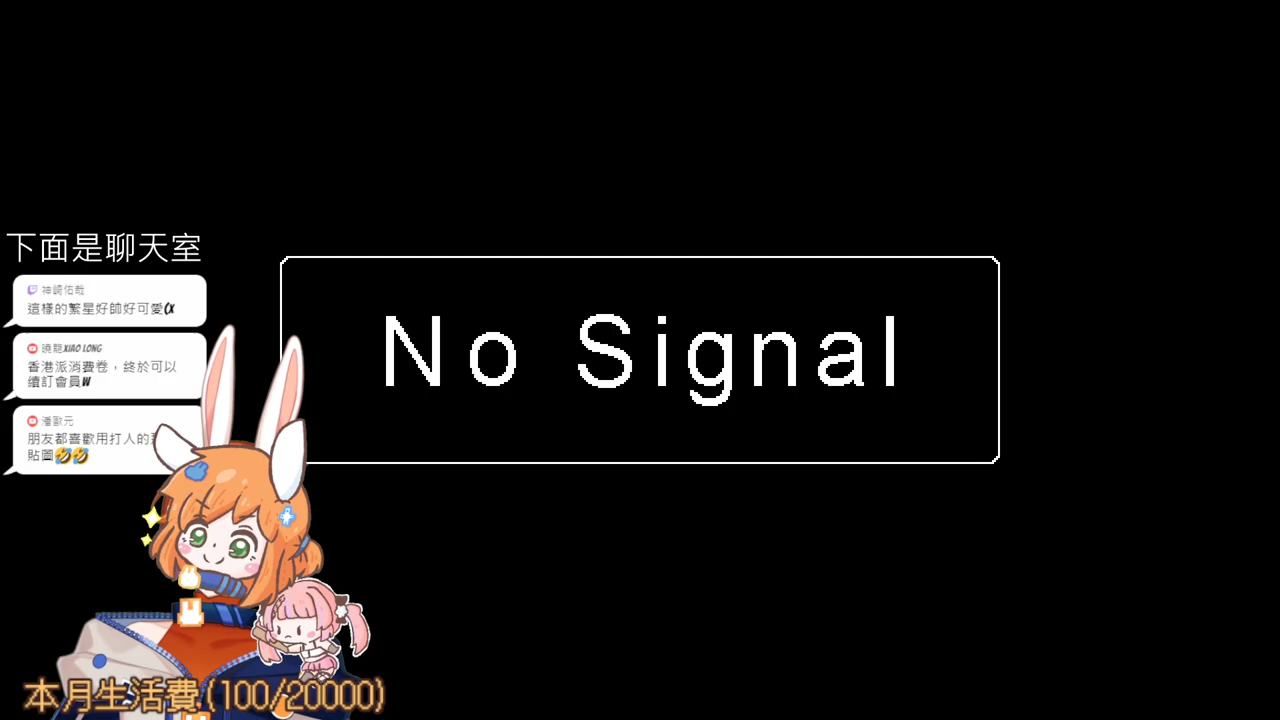 下面是聊天室
神崎佑哉
這樣的繁星好帥好可愛(X
曉龍XIAO LONG
香港派消費卷，終於可以
續訂會員W
潘歐元
朋友都喜歡用打人的
貼圖🤣🤣
No Signal
本月生活費(100/20000)